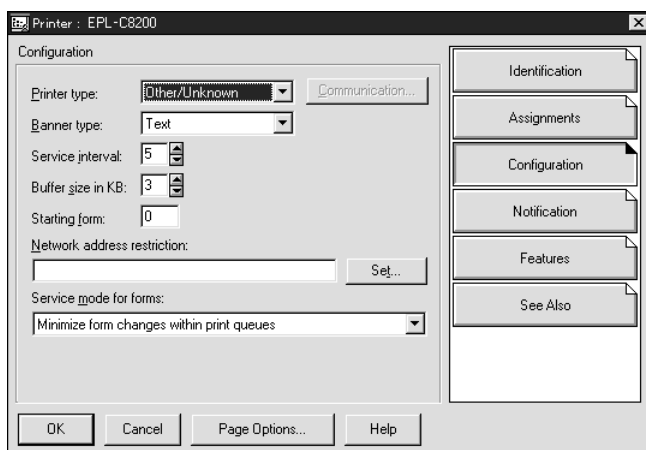 Printer : EPL-C8200
Configuration
Printer type: Other/Unknown Communication...
Banner type: Text
Service interval: 5
Buffer size in KB: 3
Starting form: 0
Network address restriction:
Set...
Service mode for forms:
Minimize form changes within print queues
OK Cancel Page Options... Help
Identification
Assignments
Configuration
Notification
Features
See Also